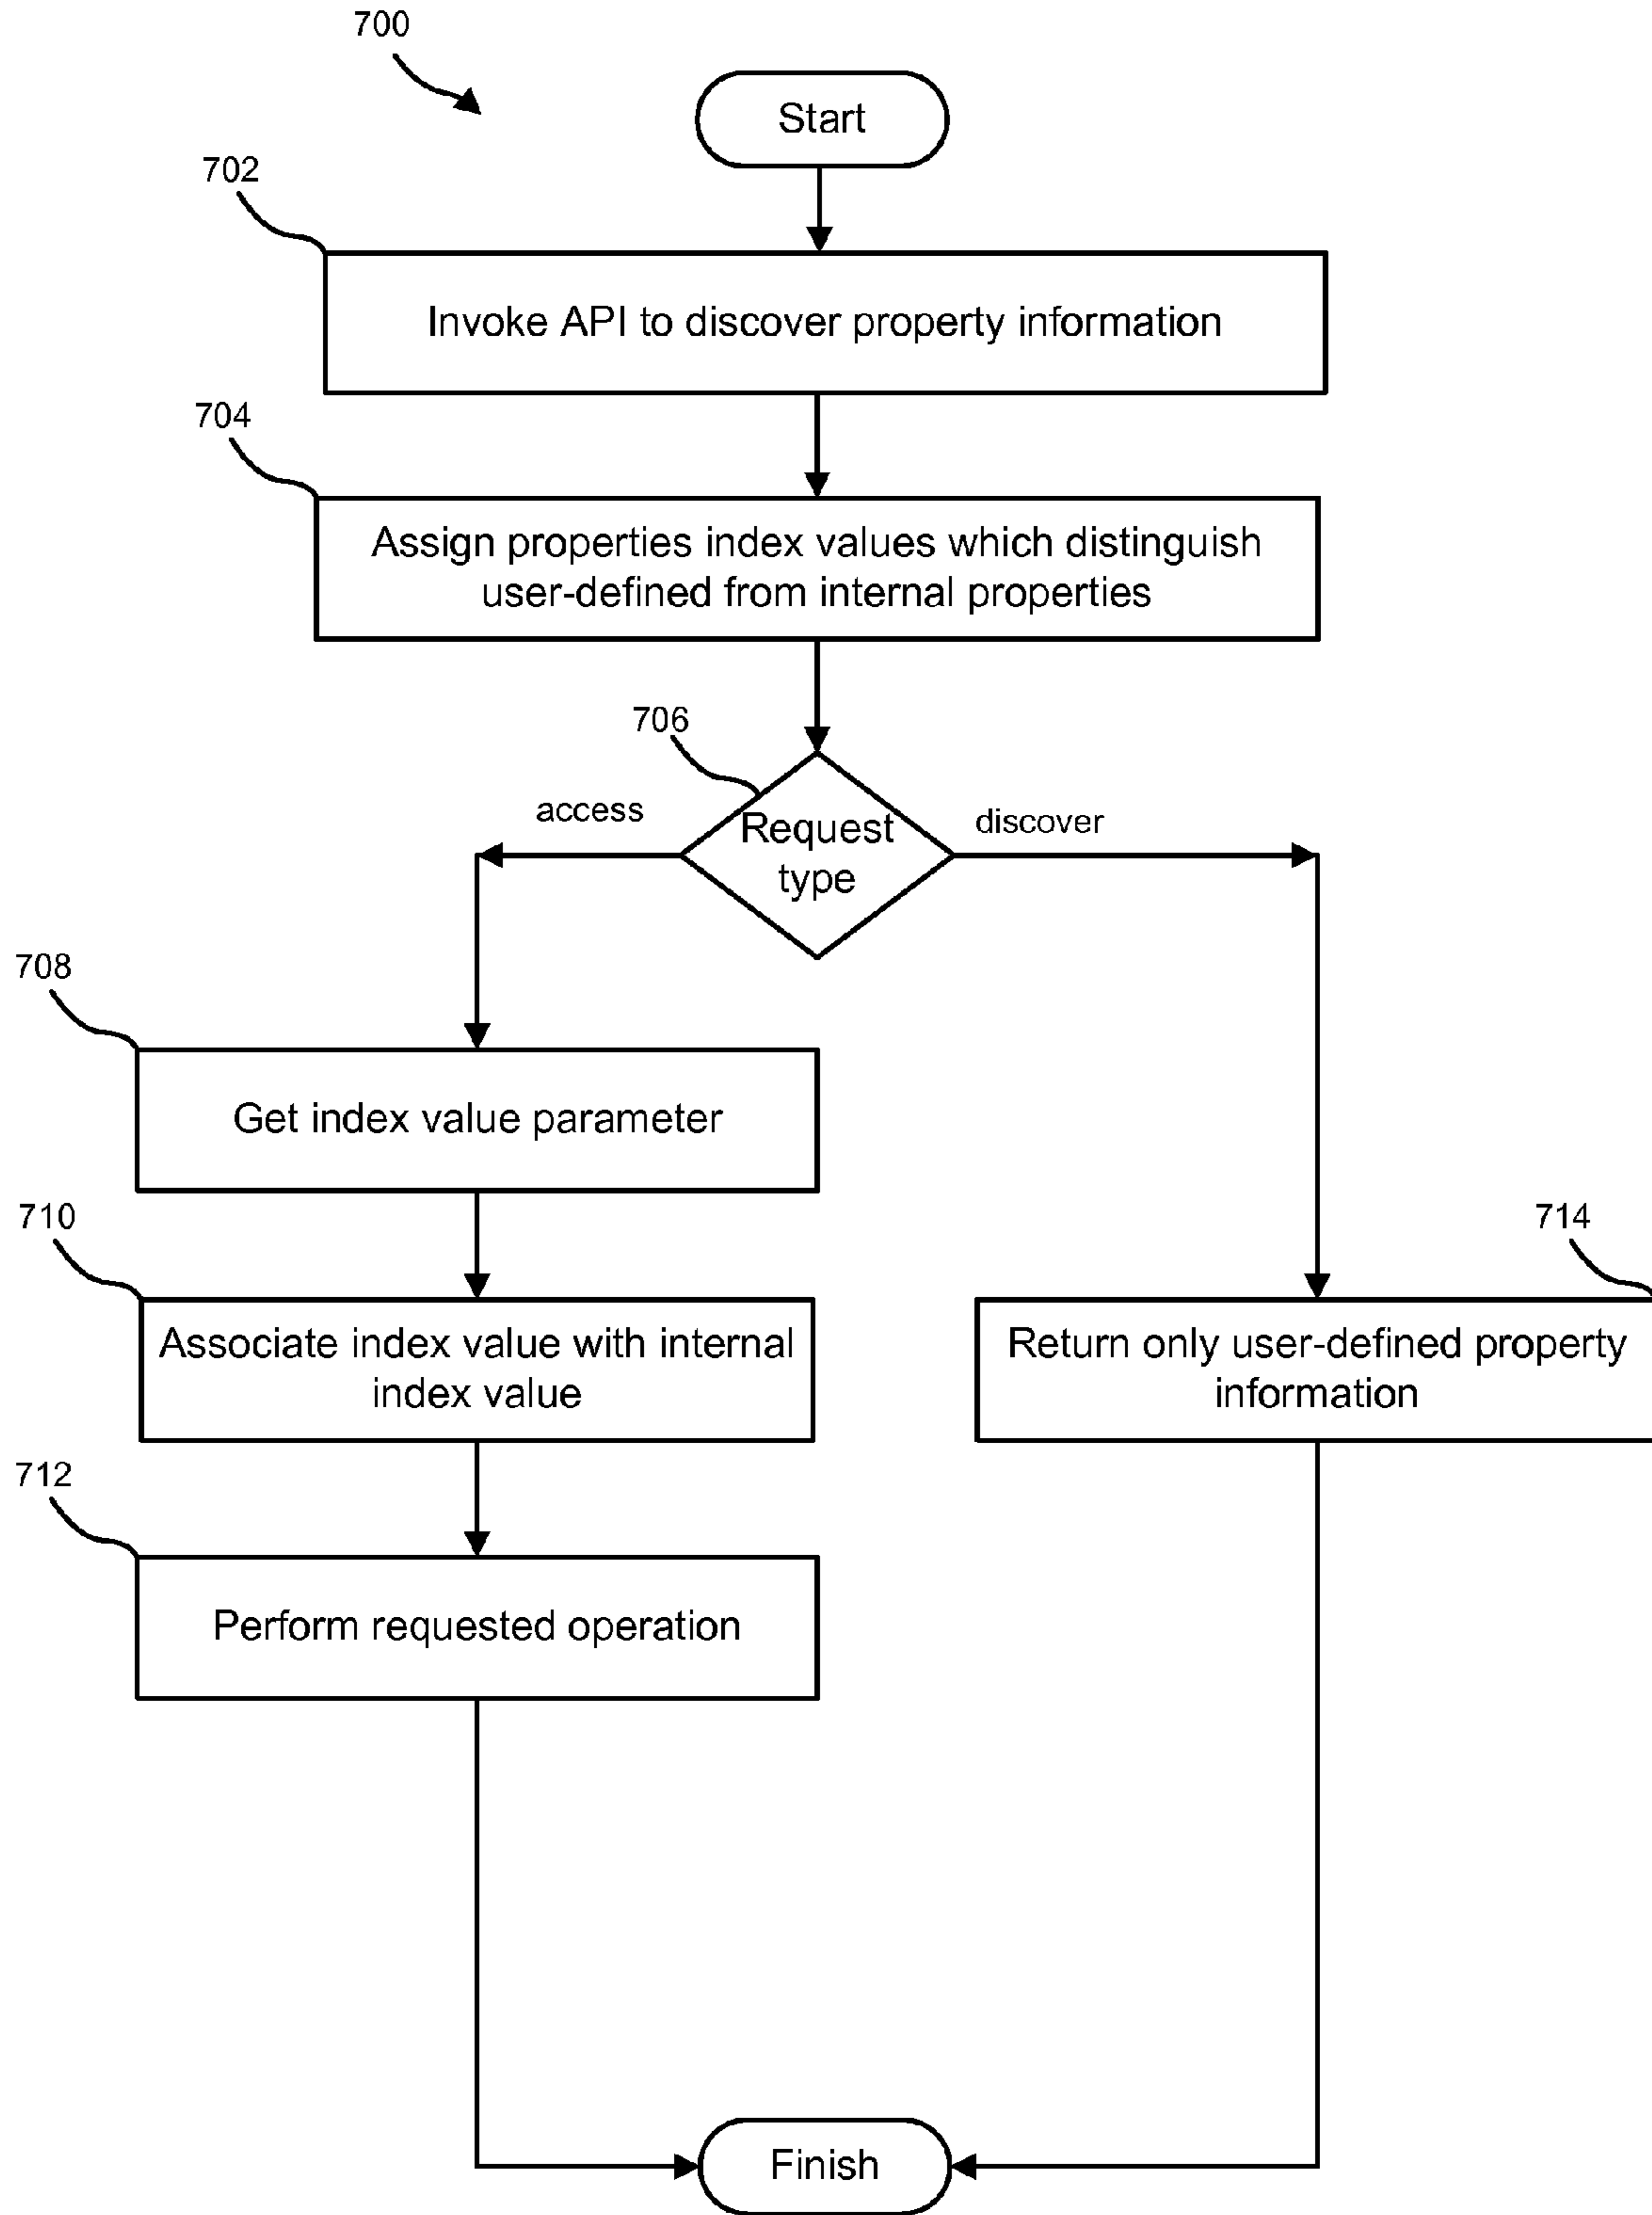 700
Start
702
Invoke API to discover property information
704
Assign properties index values which distinguish
user-defined from internal properties
706
access
discover
Request
type
708
Get index value parameter
710
714
Associate index value with internal
index value
Return only user-defined property
information
712
Perform requested operation
Finish